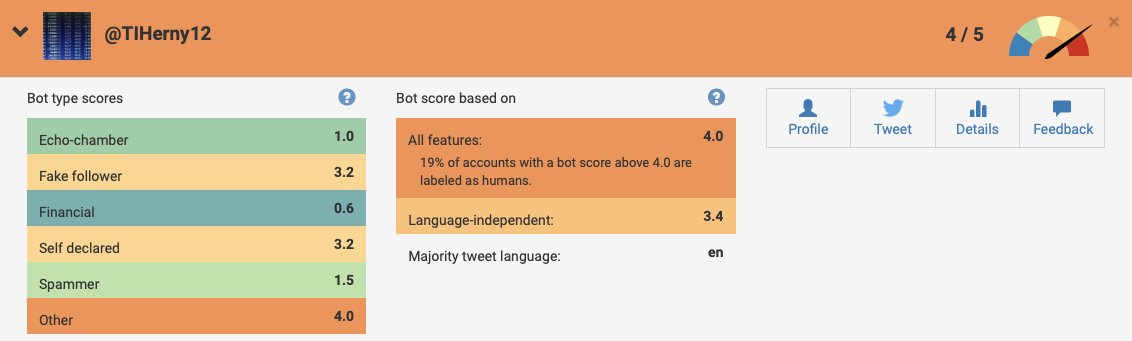 @TIHerny12
4 / 5
×
Bot type scores
?
Echo-chamber 1.0
Fake follower 3.2
Financial 0.6
Self declared 3.2
Spammer 1.5
Other 4.0
Bot score based on
?
All features: 4.0
19% of accounts with a bot score above 4.0 are
labeled as humans.
Language-independent: 3.4
Majority tweet language: en
Profile
Tweet
Details
Feedback